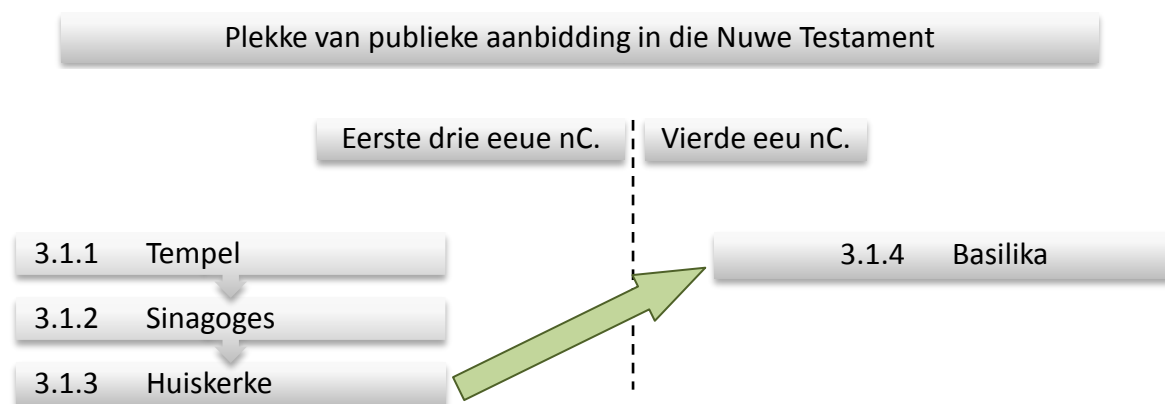 Plekke van publieke aanbidding in die Nuwe Testament
Eerste drie eeue nC.
Vierde eeu nC.
3.1.1 Tempel
3.1.2 Sinagoges
3.1.3 Huiskerke
3.1.4 Basilika